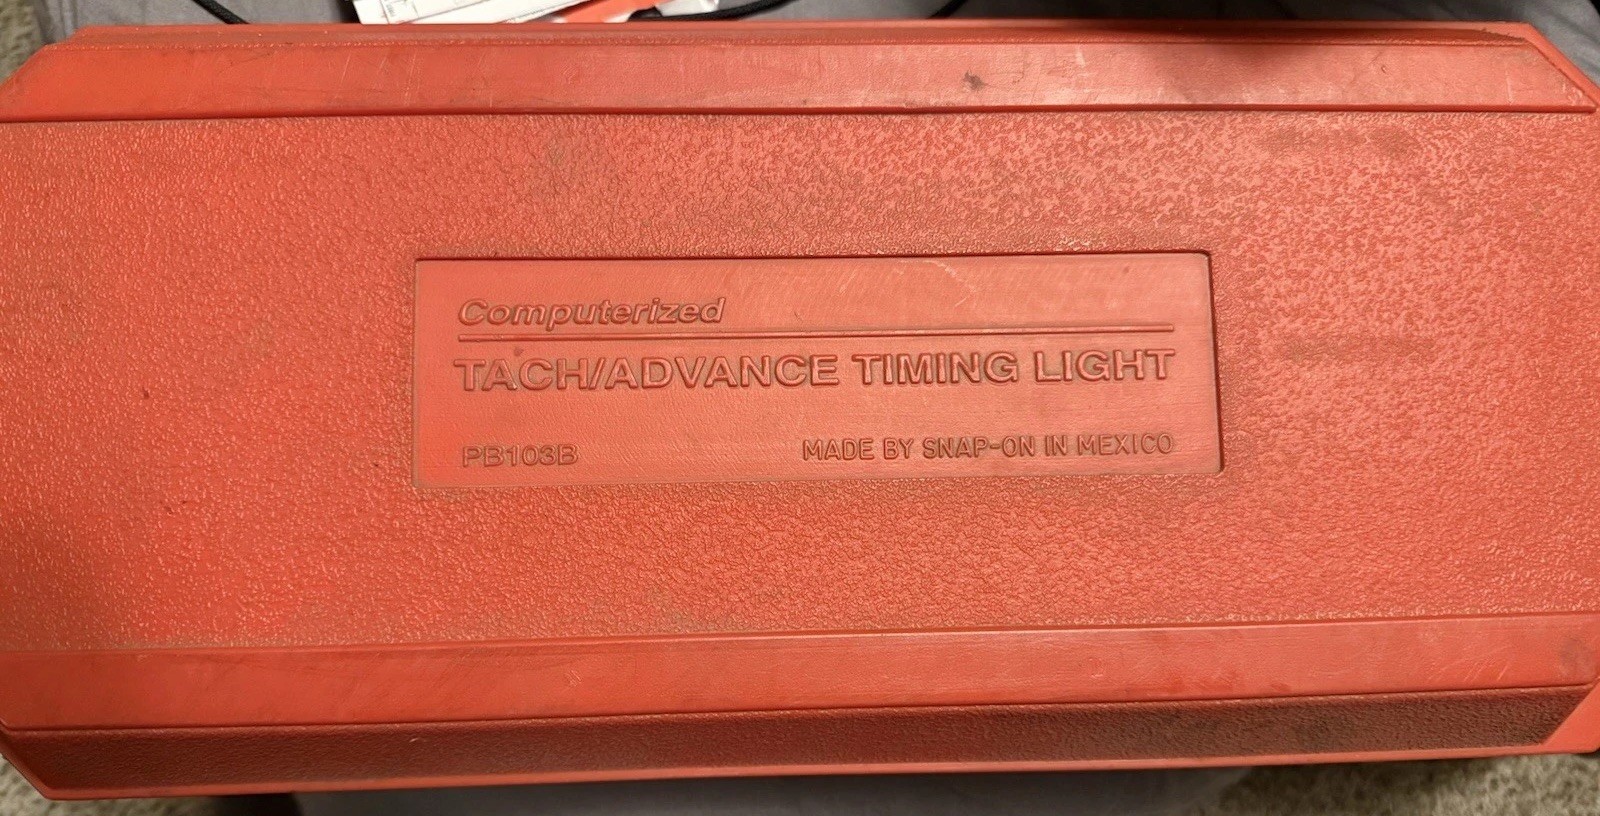 Computerized
TACH/ADVANCE TIMING LIGHT
PB103B MADE BY SNAP-ON IN MEXICO